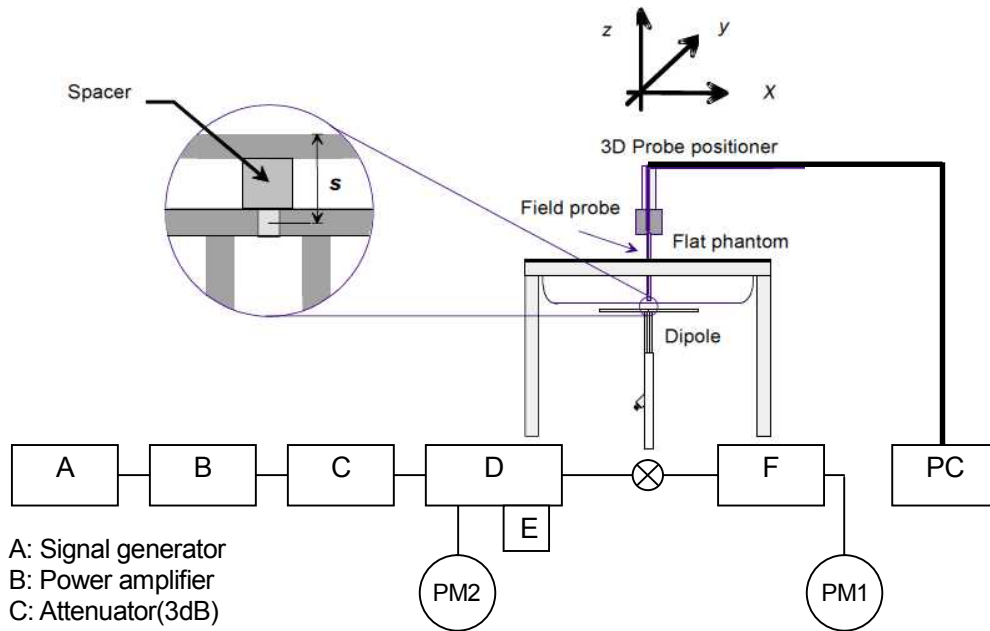 z
y
X
Spacer
3D Probe positioner
s
Field probe
Flat phantom
Dipole
A
B
C
D
F
PC
E
A: Signal generator
B: Power amplifier
C: Attenuator(3dB)
PM2
PM1